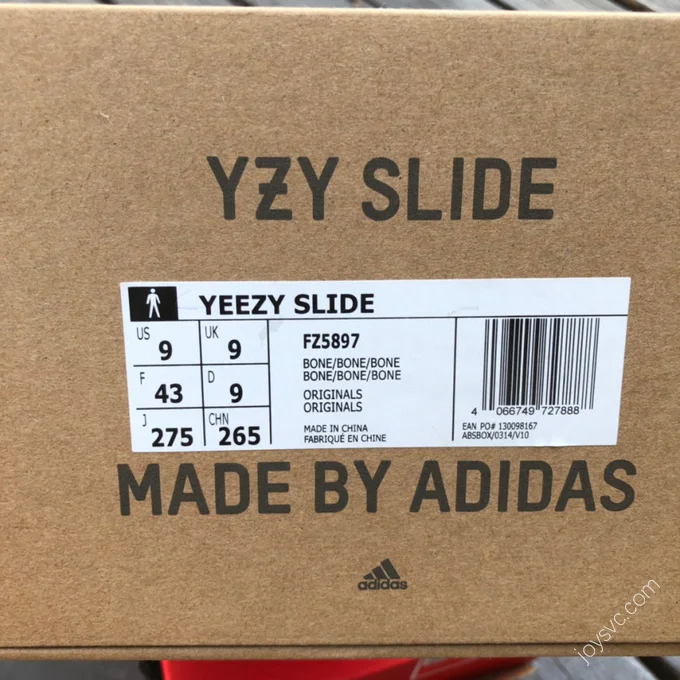 YZY SLIDE
YEEZY SLIDE
US 9 UK 9
F 43 D 9
J 275 CHN 265
FZ5897
BONE/BONE/BONE
BONE/BONE/BONE
ORIGINALS
ORIGINALS
MADE IN CHINA
FABRIQUÉ EN CHINE
4 066749 727888
EAN PO# 130098167
ABSBOX/0314/V10
MADE BY ADIDAS
adidas
joysvc.com